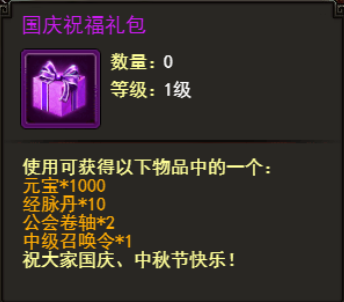 国庆祝福礼包
数量：0
等级：1级
使用可获得以下物品中的一个：
元宝*1000
经脉丹*10
公会卷轴*2
中级召唤令*1
祝大家国庆、中秋节快乐！